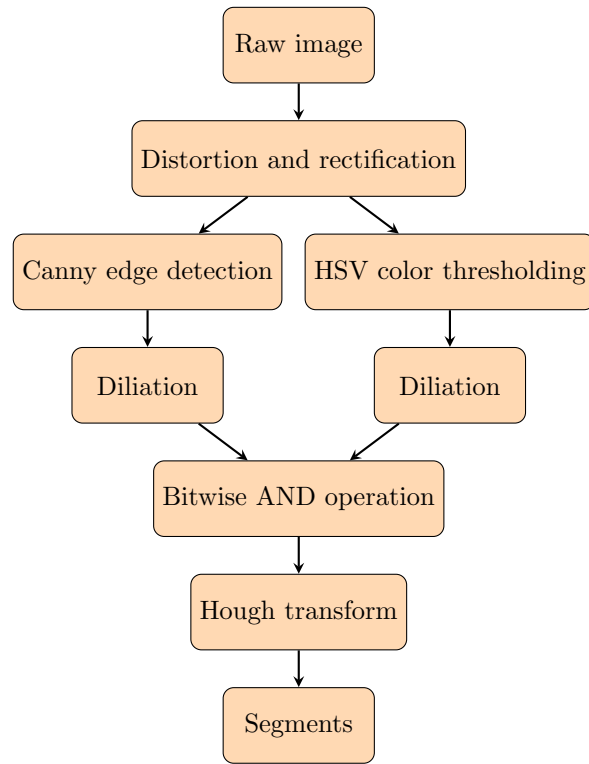 Raw image
Distortion and rectification
Canny edge detection
HSV color thresholding
Diliation
Diliation
Bitwise AND operation
Hough transform
Segments